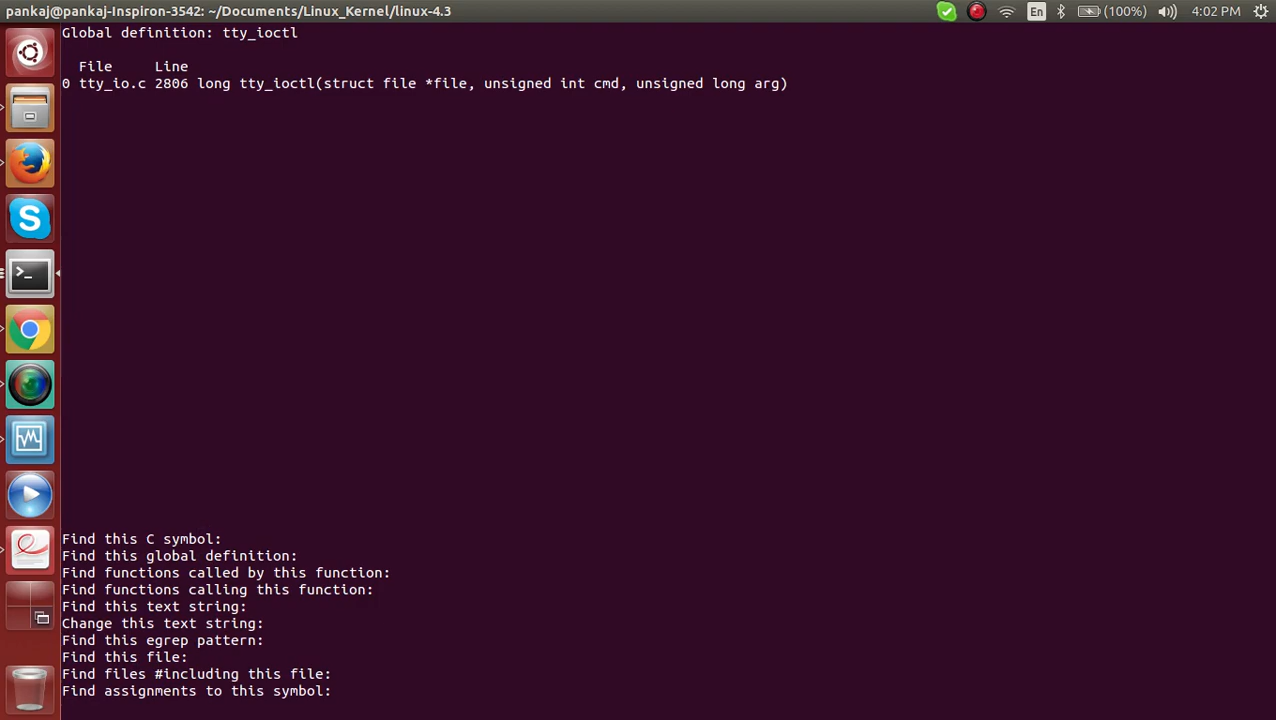 pankaj@pankaj-Inspiron-3542: ~/Documents/Linux_Kernel/linux-4.3 En (100%) 4:02 PM
Global definition: tty_ioctl
File Line
0 tty_io.c 2806 long tty_ioctl(struct file *file, unsigned int cmd, unsigned long arg)
S
>_
Find this C symbol:
Find this global definition:
Find functions called by this function:
Find functions calling this function:
Find this text string:
Change this text string:
Find this egrep pattern:
Find this file:
Find files #including this file:
Find assignments to this symbol: